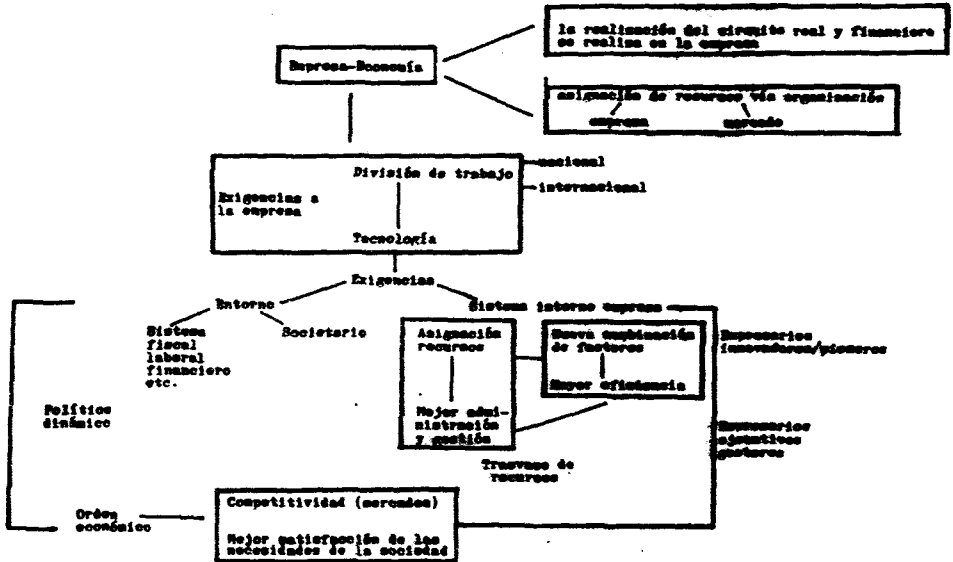 la realización del circuito real y financiero
se realiza en la empresa
Empresa-Economía
asignación de recursos vía organización
empresa mercado
División de trabajo
nacional
internacional
Exigencias a
la empresa
Tecnología
Exigencias
Entorno
Sistema interno empresa
Sistema
fiscal
laboral
financiero
etc.
Societario
Asignación
recursos
Nueva combinación
de factores
Empresarios
innovadores/pioneros
Mayor eficiencia
Político
dinámico
Mejor admi-
nistración
y gestión
Empresarios
ejecutivos
gestores
Trasvase de
recursos
Orden
económico
Competitividad (mercados)
Mejor satisfacción de las
necesidades de la sociedad